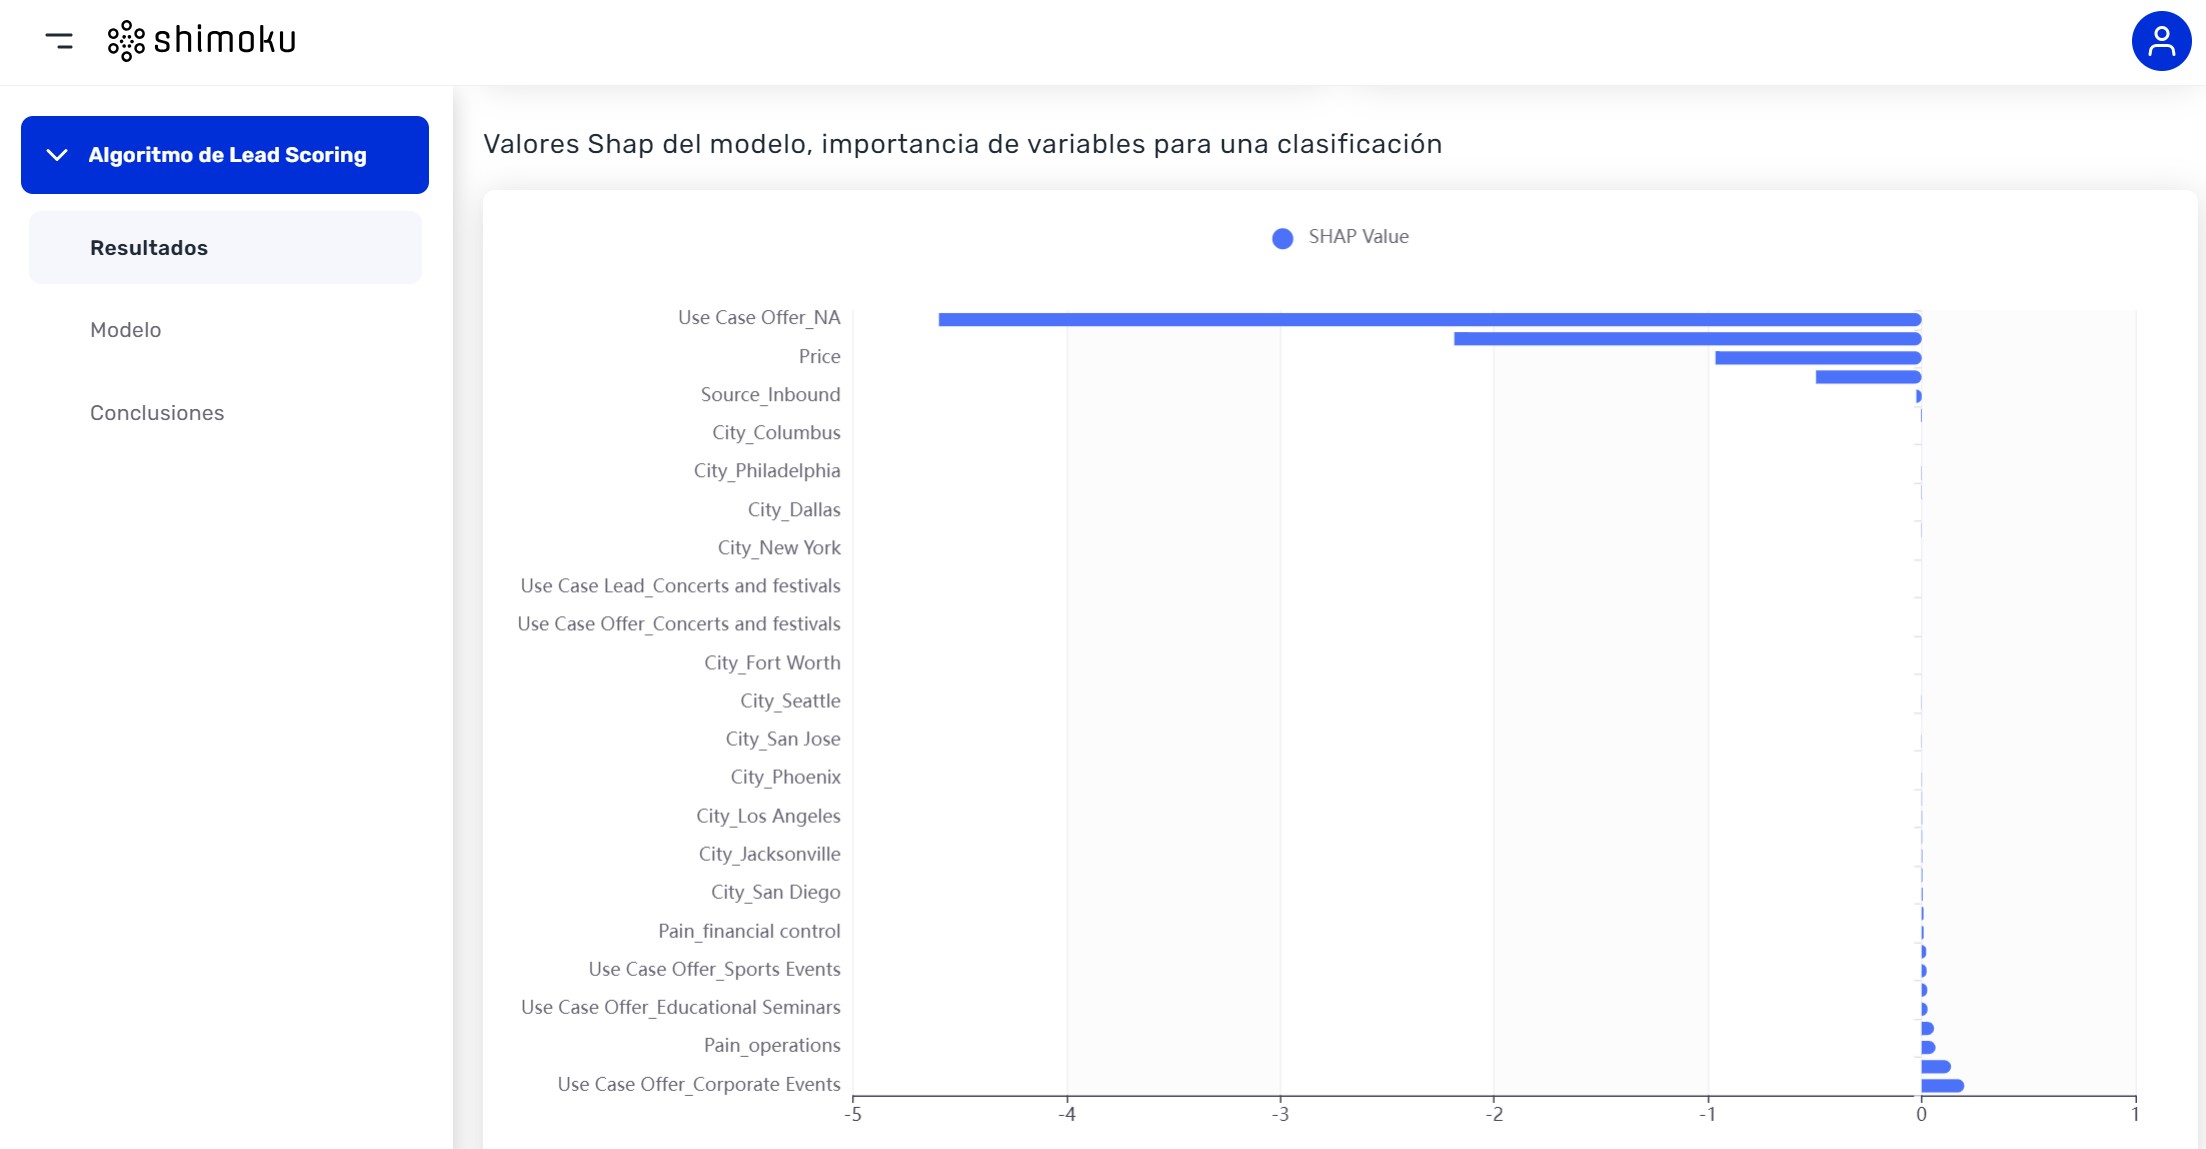 shimoku
Algoritmo de Lead Scoring
Resultados
Modelo
Conclusiones
Valores Shap del modelo, importancia de variables para una clasificación
SHAP Value
Use Case Offer_NA
Price
Source_Inbound
City_Columbus
City_Philadelphia
City_Dallas
City_New York
Use Case Lead_Concerts and festivals
Use Case Offer_Concerts and festivals
City_Fort Worth
City_Seattle
City_San Jose
City_Phoenix
City_Los Angeles
City_Jacksonville
City_San Diego
Pain_financial control
Use Case Offer_Sports Events
Use Case Offer_Educational Seminars
Pain_operations
Use Case Offer_Corporate Events
-5 -4 -3 -2 -1 0 1